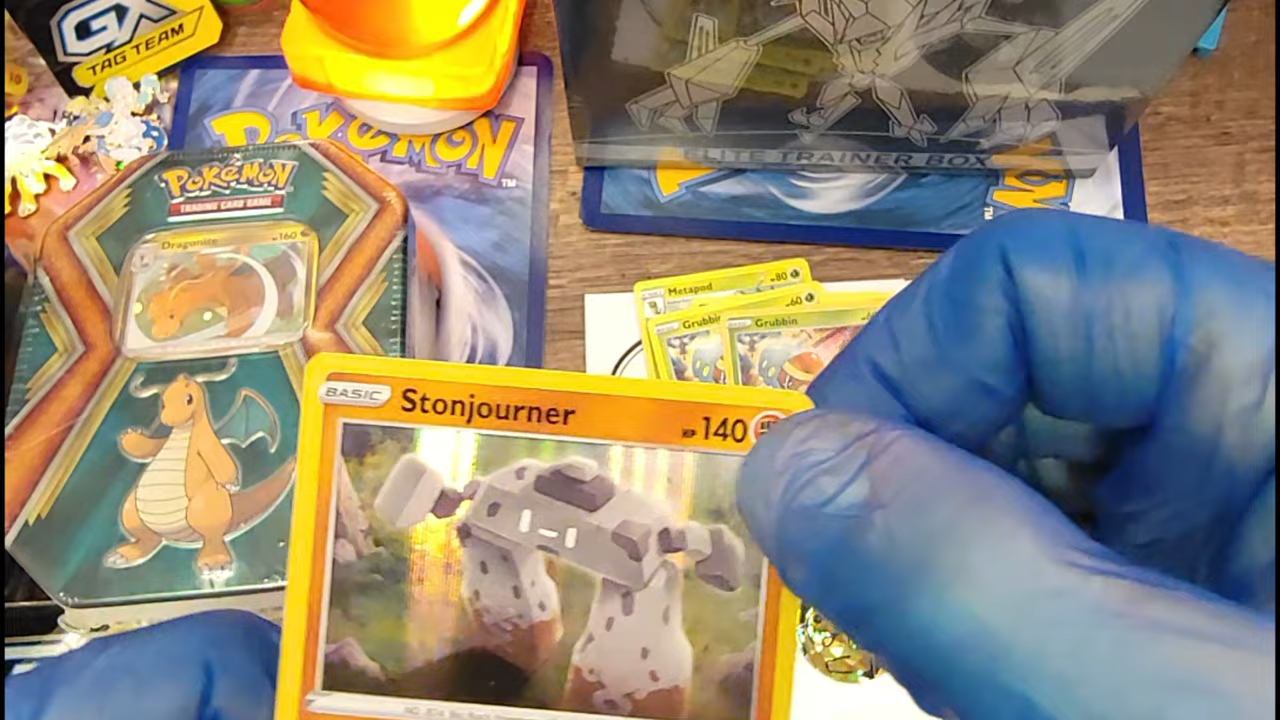 GX
TAG TEAM
POKÉMON
TM
ELITE TRAINER BOX
POKÉMON
TRADING CARD GAME
Dragonite
160
Metapod
80
60
Grubbin
Grubbin
BASIC
Stonjourner
HP 140